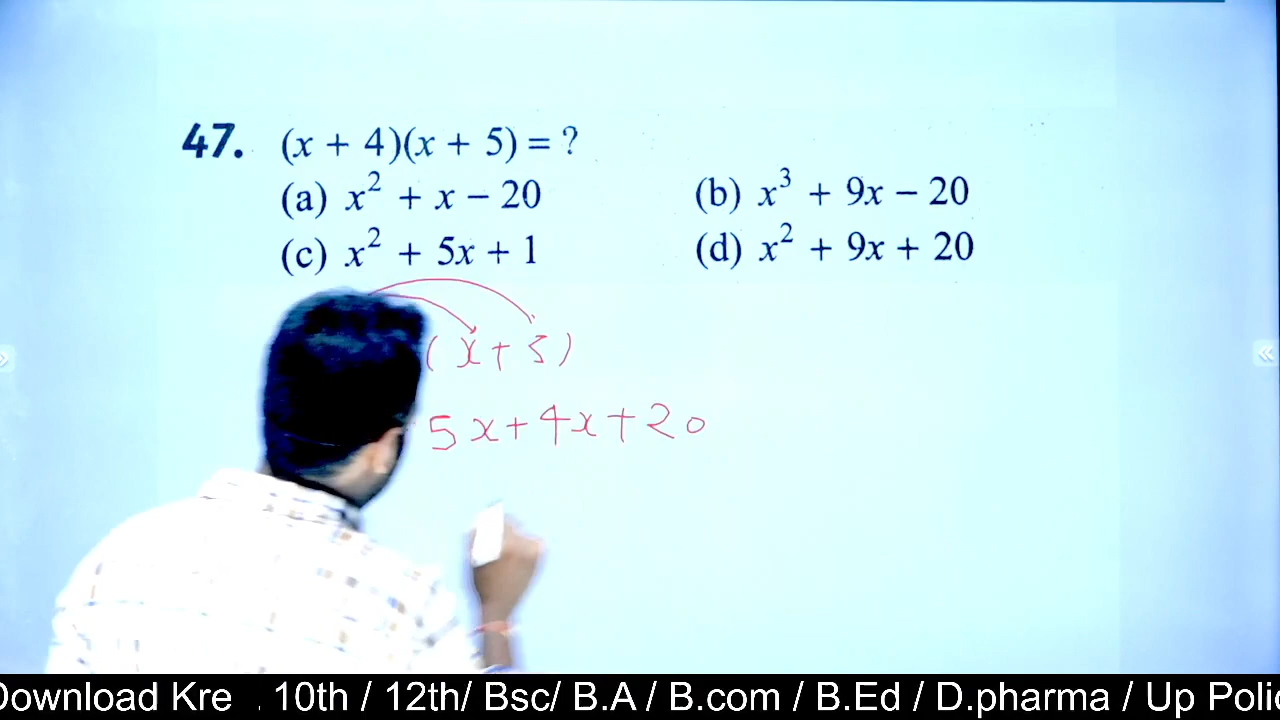 47. (x + 4)(x + 5) = ?
(a) x² + x − 20
(b) x³ + 9x − 20
(c) x² + 5x + 1
(d) x² + 9x + 20
(x+5)
5x+4x+20
Download Kre . 10th / 12th/ Bsc/ B.A / B.com / B.Ed / D.pharma / Up